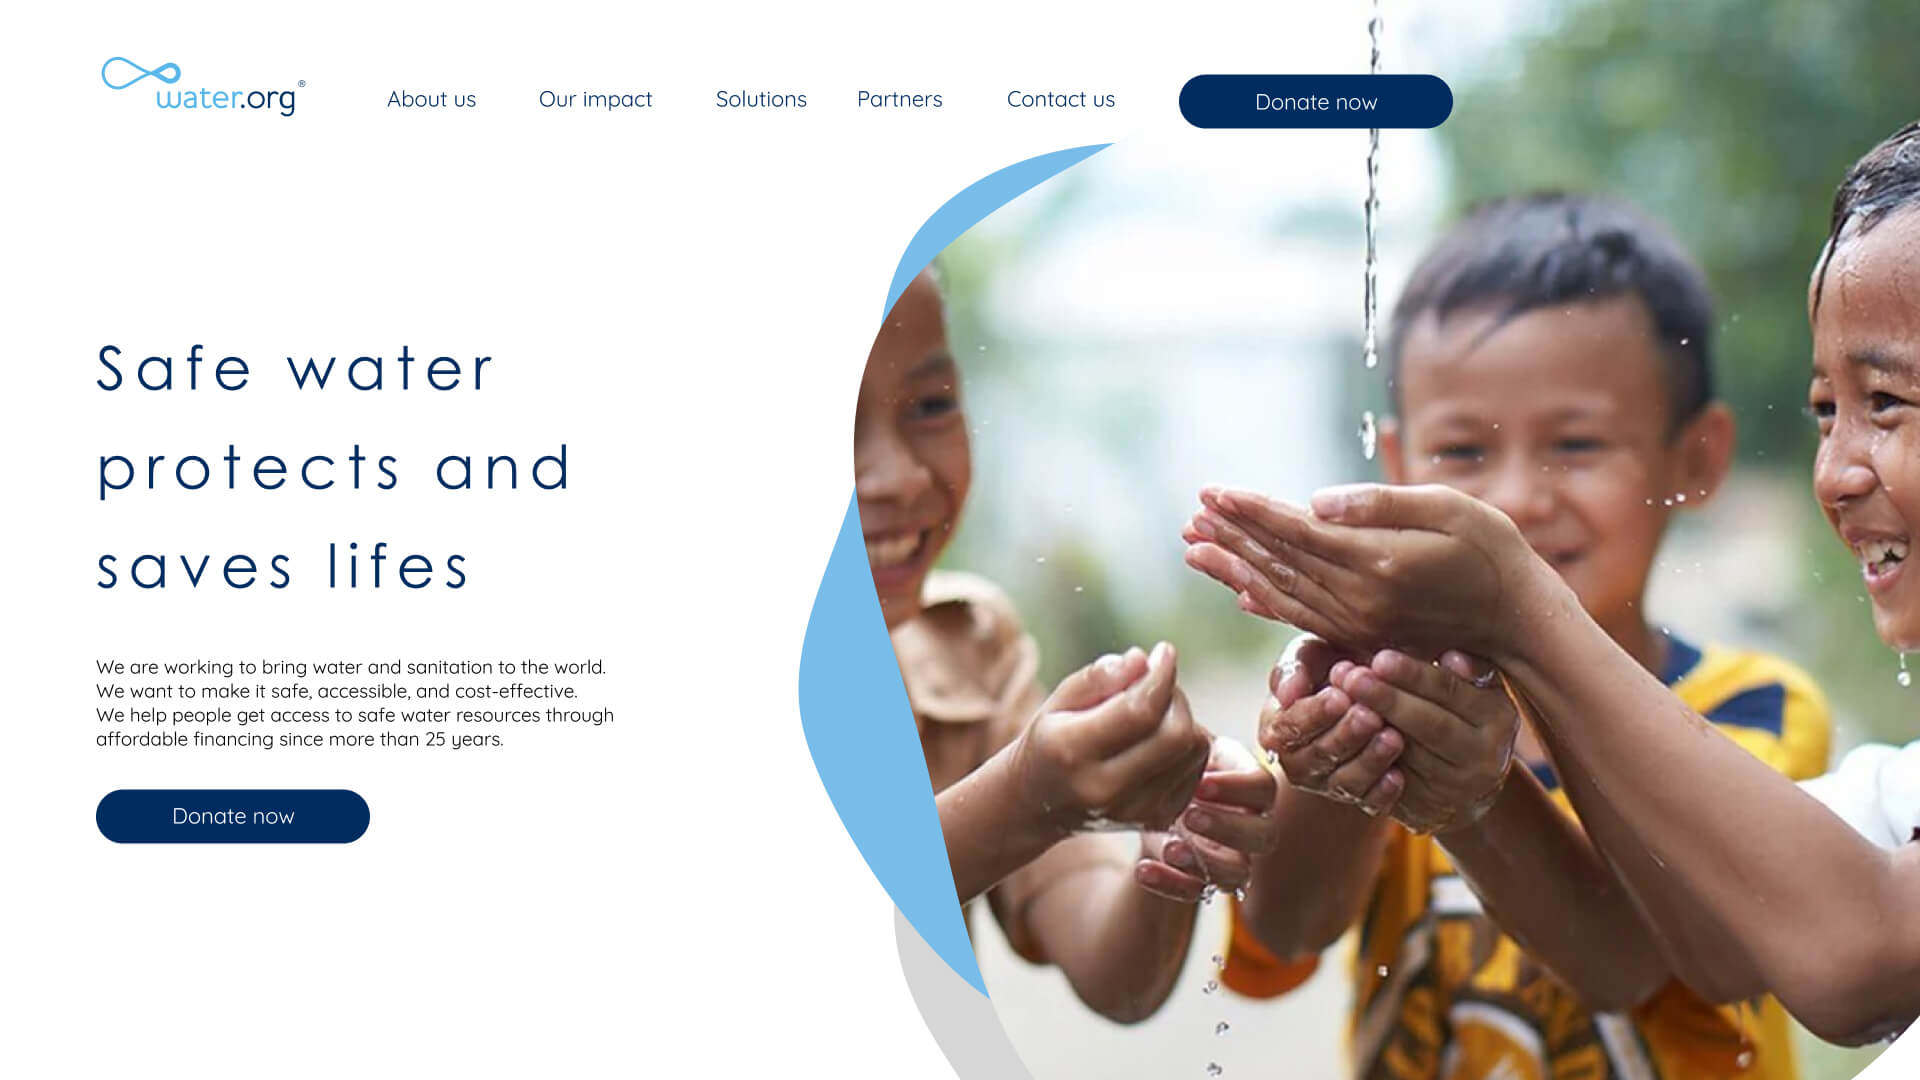 water.org®
About us
Our impact
Solutions
Partners
Contact us
Donate now
Safe water
protects and
saves lifes
We are working to bring water and sanitation to the world.
We want to make it safe, accessible, and cost-effective.
We help people get access to safe water resources through
affordable financing since more than 25 years.
Donate now